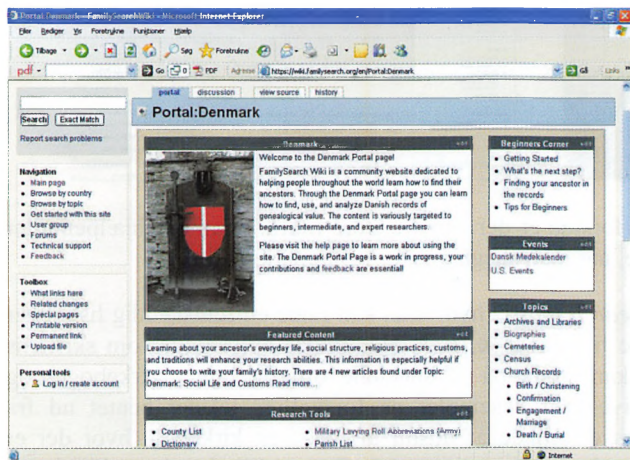 Portal:Denmark - FamilySearchWiki - Microsoft Internet Explorer
Filer Rediger Vis Foretrukne Funktioner Hjælp
Tilbage Søg Foretrukne
pdf Go 0 PDF Adresse https://wiki.familysearch.org/en/Portal:Denmark Gå Links
portal discussion view source history
Portal:Denmark
Search Exact Match
Report search problems
Navigation
Main page
Browse by country
Browse by topic
Get started with this site
User group
Forums
Technical support
Feedback
Toolbox
What links here
Related changes
Special pages
Printable version
Permanent link
Upload file
Personal tools
Log in / create account
Denmark
Welcome to the Denmark Portal page!
FamilySearch Wiki is a community website dedicated to
helping people throughout the world learn how to find their
ancestors. Through the Denmark Portal page you can learn
how to find, use, and analyze Danish records of
genealogical value. The content is variously targeted to
beginners, intermediate, and expert researchers.
Please visit the help page to learn more about using the
site. The Denmark Portal Page is a work in progress, your
contributions and feedback are essential!
Featured Content
Learning about your ancestor's everyday life, social structure, religious practices, customs,
and traditions will enhance your research abilities. This information is especially helpful if
you choose to write your family's history. There are 4 new articles found under Topic:
Denmark: Social Life and Customs Read more...
Research Tools
County List
Dictionary
Military Levying Roll Abbreviations (Army)
Parish List
Beginners Corner
Getting Started
What's the next step?
Finding your ancestor in
the records
Tips for Beginners
Events
Dansk Mødekalender
U.S. Events
Topics
Archives and Libraries
Biographies
Cemeteries
Census
Church Records
Birth / Christening
Confirmation
Engagement /
Marriage
Death / Burial
Internet